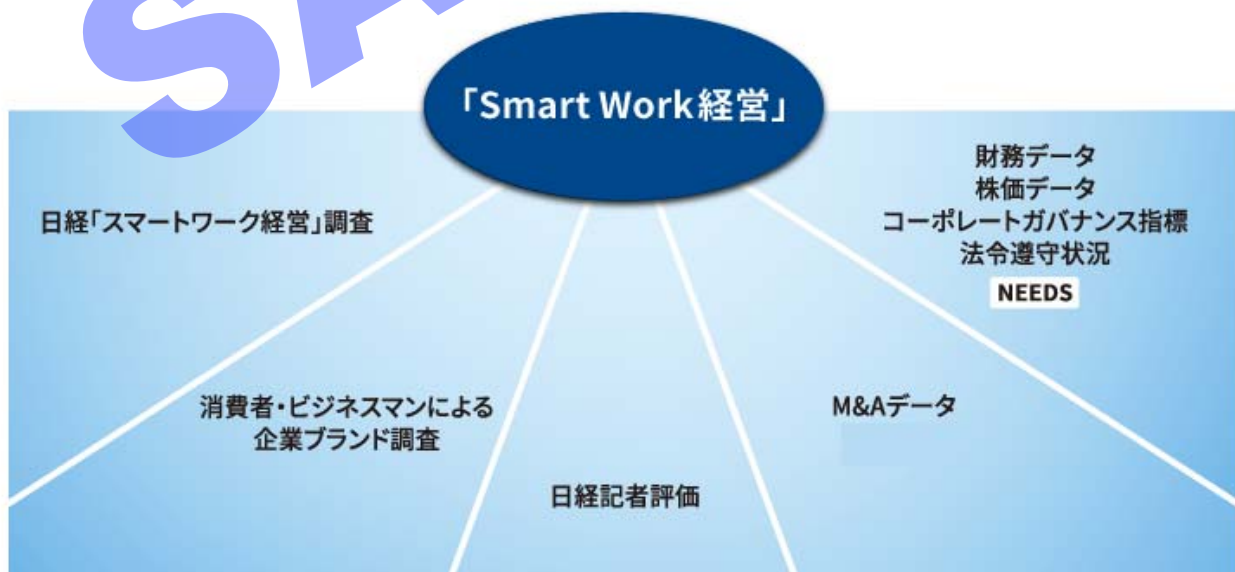 「Smart Work経営」
日経「スマートワーク経営」調査
消費者・ビジネスマンによる
企業ブランド調査
日経記者評価
M&Aデータ
財務データ
株価データ
コーポレートガバナンス指標
法令遵守状況
NEEDS